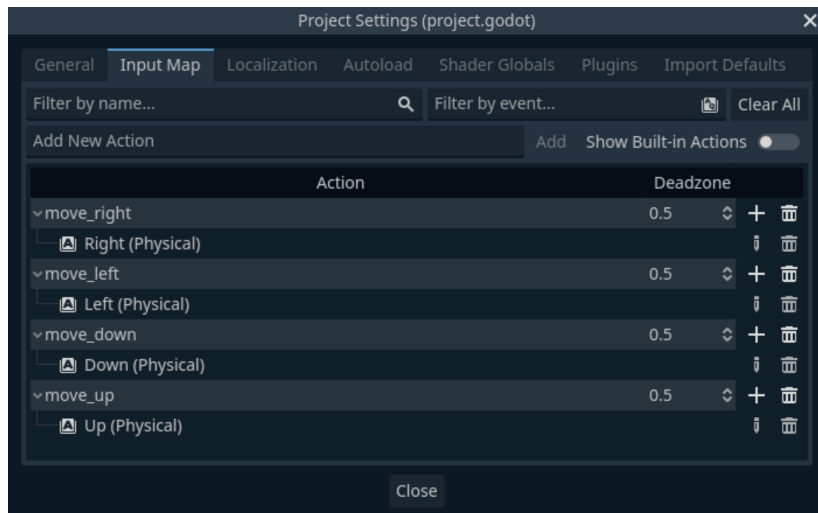 Project Settings (project.godot)
General Input Map Localization Autoload Shader Globals Plugins Import Defaults
Filter by name... Filter by event... Clear All
Add New Action Add Show Built-in Actions
Action Deadzone
move_right 0.5
Right (Physical)
move_left 0.5
Left (Physical)
move_down 0.5
Down (Physical)
move_up 0.5
Up (Physical)
Close